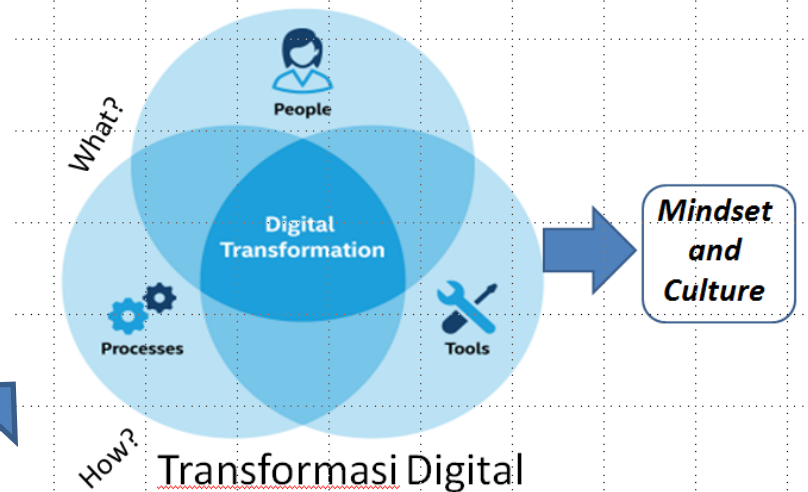 What?
People
Digital
Transformation
Mindset
and
Culture
Processes
Tools
How?
Transformasi Digital